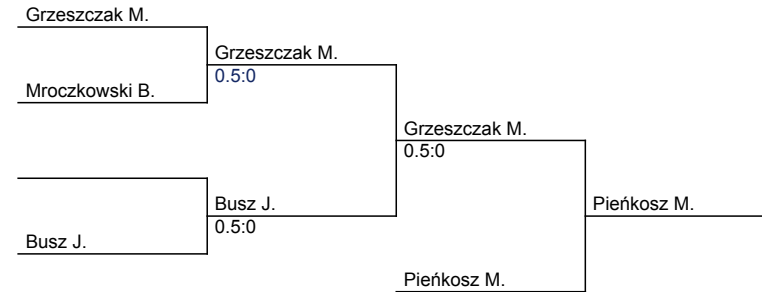 Grzeszczak M.
Grzeszczak M.
0.5:0
Mroczkowski B.
Grzeszczak M.
0.5:0
Busz J.
0.5:0
Pieńkosz M.
Busz J.
Pieńkosz M.